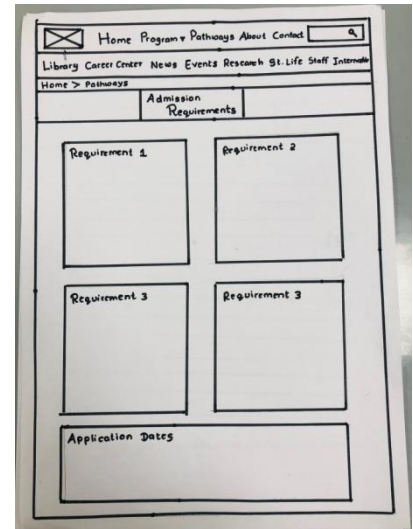 Home Program Pathways About Contact
Library Career Center News Events Research St. Life Staff
Home > Pathways
Admission
Requirements
Requirement 1
Requirement 2
Requirement 3
Requirement 3
Application Dates